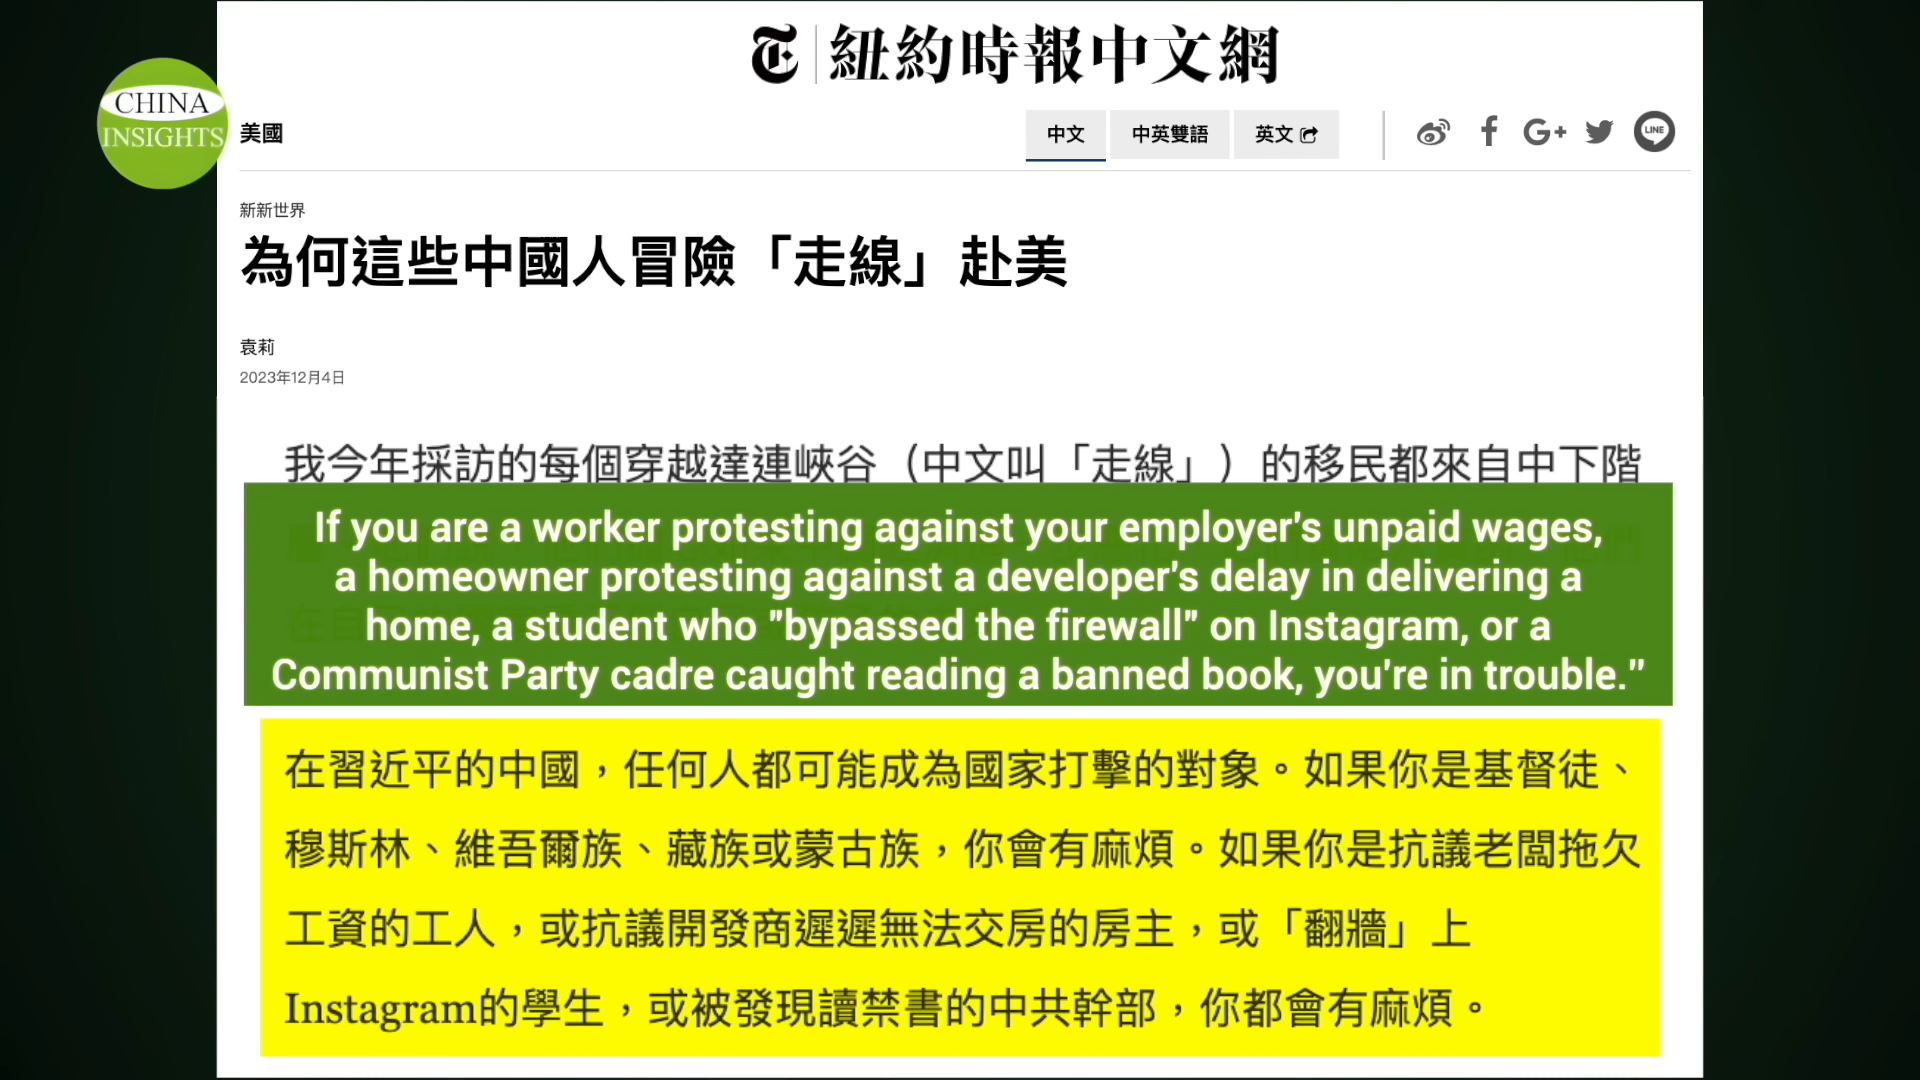 CHINA
INSIGHTS
紐約時報中文網
美國
中文
中英雙語
英文
LINE
新新世界
為何這些中國人冒險「走線」赴美
袁莉
2023年12月4日
我今年採訪的每個穿越達連峽谷（中文叫「走線」）的移民都來自中下階
If you are a worker protesting against your employer's unpaid wages,
a homeowner protesting against a developer's delay in delivering a
home, a student who "bypassed the firewall" on Instagram, or a
Communist Party cadre caught reading a banned book, you're in trouble."
在習近平的中國，任何人都可能成為國家打擊的對象。如果你是基督徒、
穆斯林、維吾爾族、藏族或蒙古族，你會有麻煩。如果你是抗議老闆拖欠
工資的工人，或抗議開發商遲遲無法交房的房主，或「翻牆」上
Instagram的學生，或被發現讀禁書的中共幹部，你都會有麻煩。